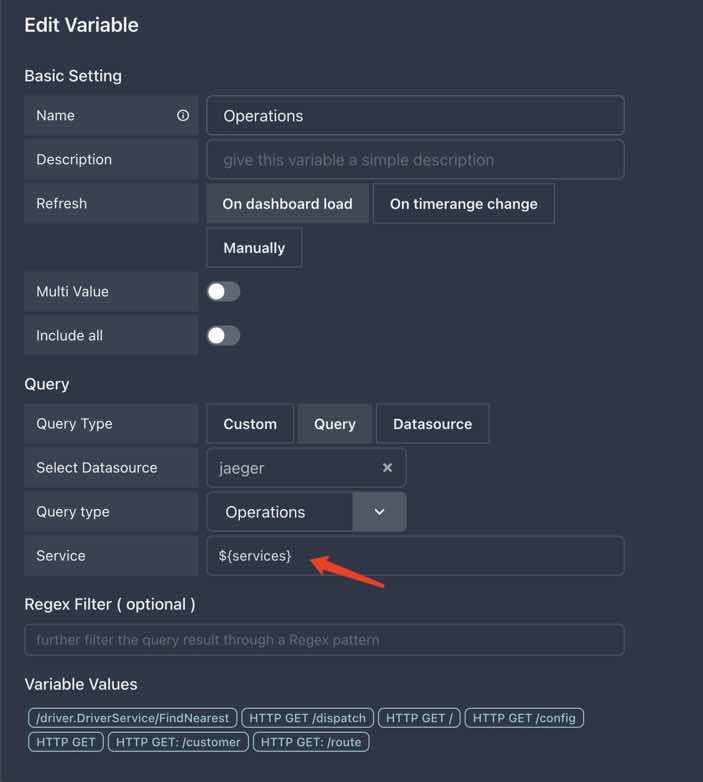 Edit Variable
Basic Setting
Name Operations
Description give this variable a simple description
Refresh On dashboard load On timerange change
Manually
Multi Value
Include all
Query
Query Type Custom Query Datasource
Select Datasource jaeger
Query type Operations
Service ${services}
Regex Filter ( optional )
further filter the query result through a Regex pattern
Variable Values
/driver.DriverService/FindNearest HTTP GET /dispatch HTTP GET / HTTP GET /config
HTTP GET HTTP GET: /customer HTTP GET: /route